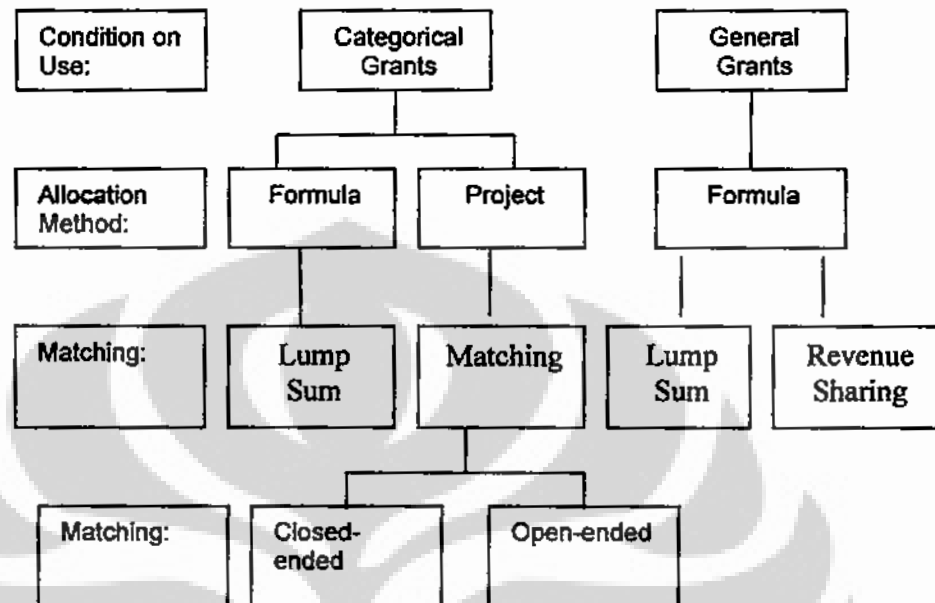 Condition on
Use:
Categorical
Grants
General
Grants
Allocation
Method:
Formula
Project
Formula
Matching:
Lump
Sum
Matching
Lump
Sum
Revenue
Sharing
Matching:
Closed-
ended
Open-ended